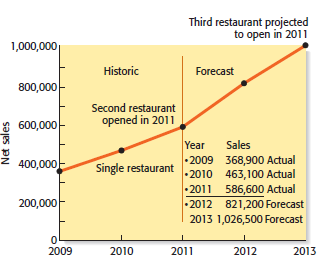 Third restaurant projected
to open in 2011
1,000,000
800,000
600,000
400,000
200,000
0
Net sales
Historic
Forecast
Second restaurant
opened in 2011
Single restaurant
Year Sales
•2009 368,900 Actual
•2010 463,100 Actual
•2011 586,600 Actual
•2012 821,200 Forecast
2013 1,026,500 Forecast
2009 2010 2011 2012 2013